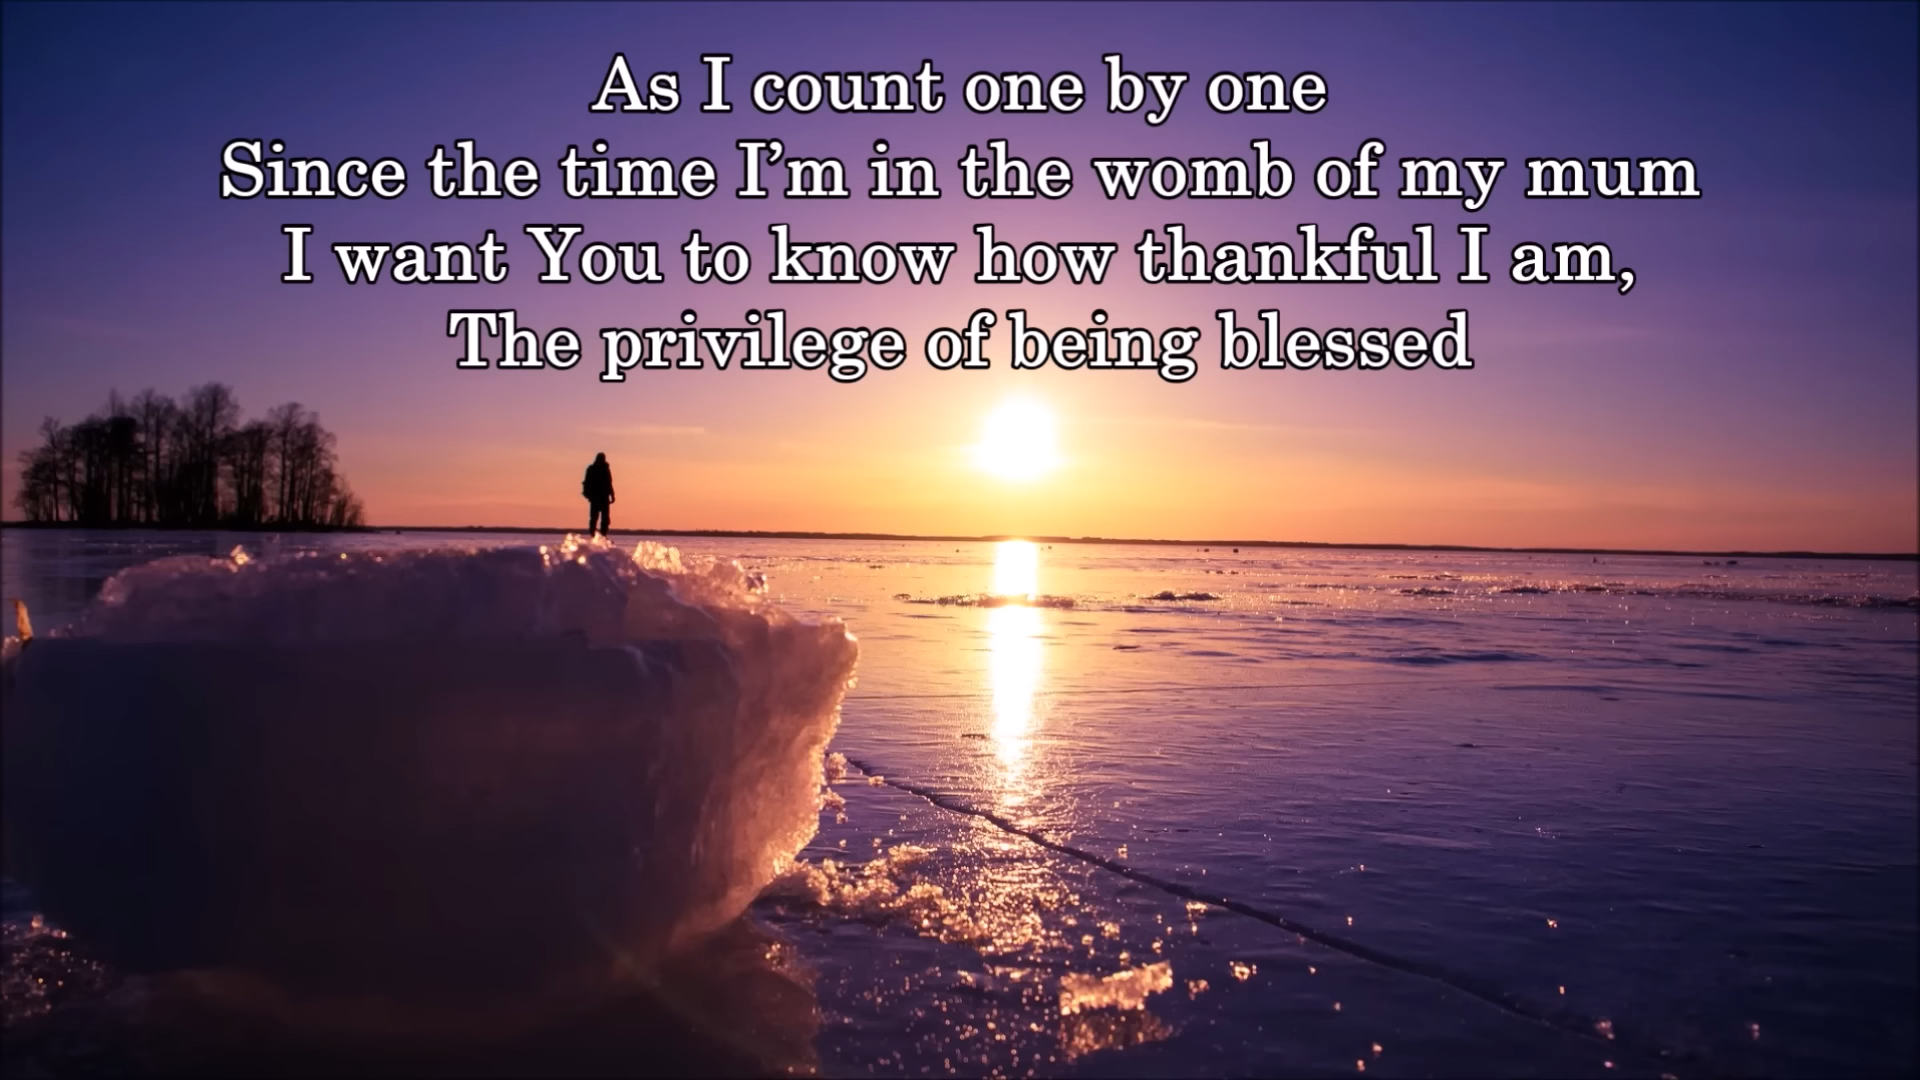 As I count one by one
Since the time I’m in the womb of my mum
I want You to know how thankful I am,
The privilege of being blessed